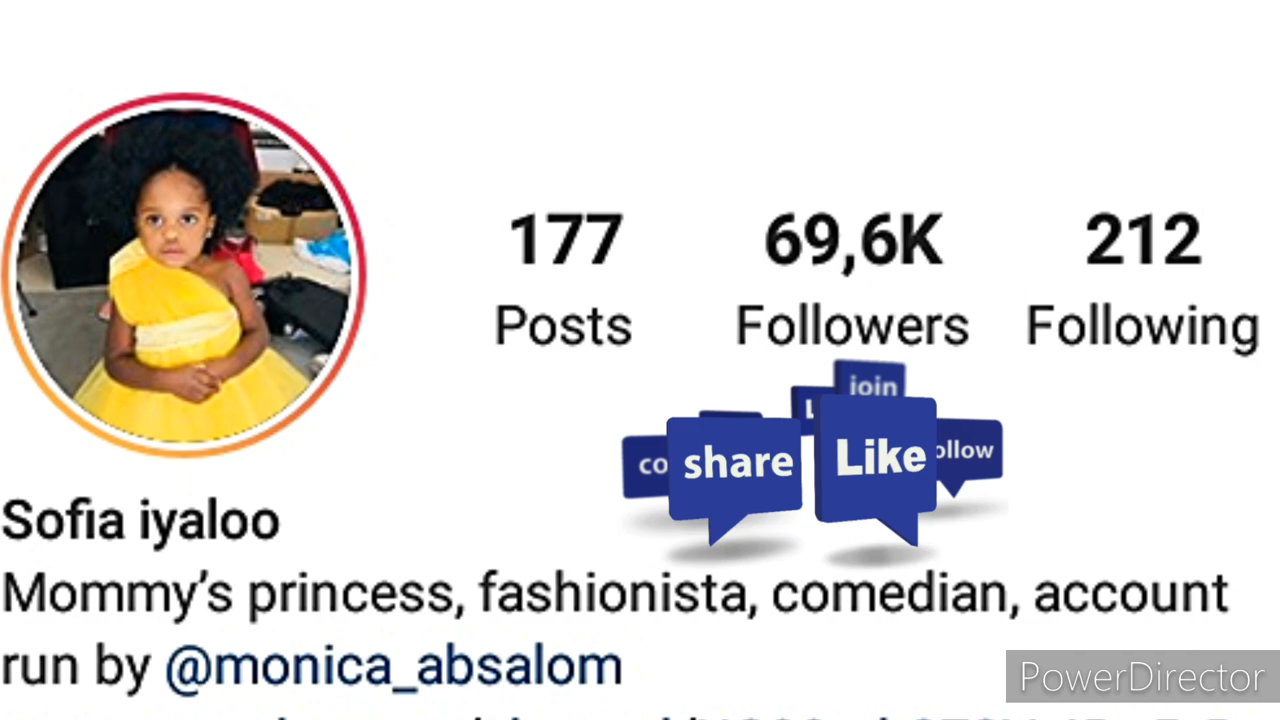 177 69,6K 212
Posts Followers Following
join
L
co share Like ollow
Sofia iyaloo
Mommy’s princess, fashionista, comedian, account
run by @monica_absalom
PowerDirector